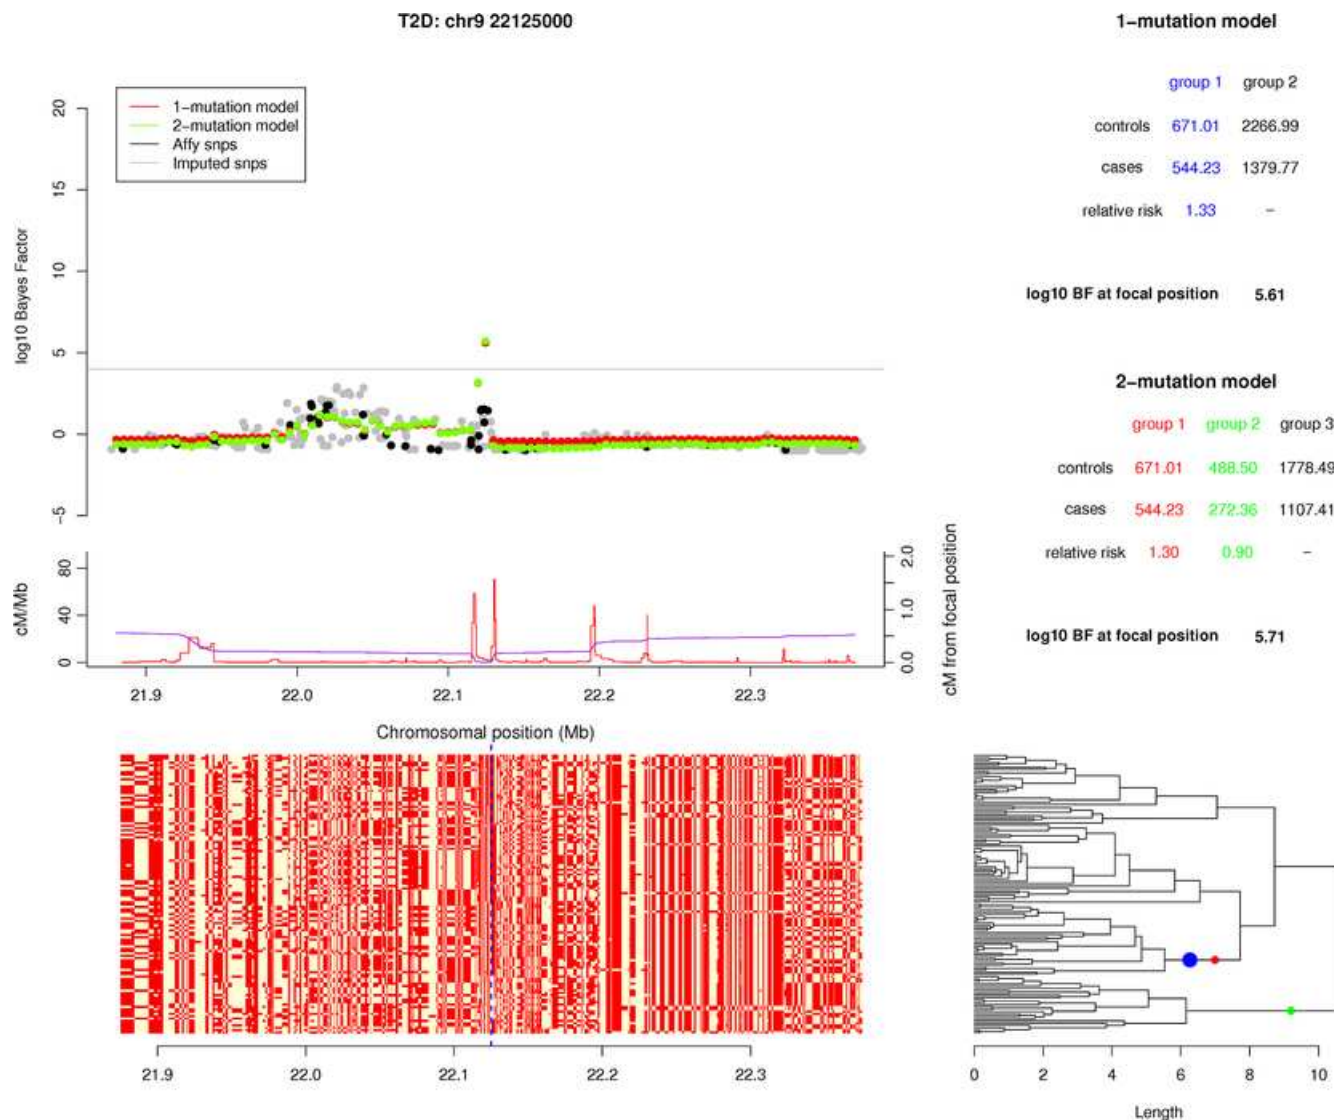 T2D: chr9 22125000
1−mutation model
2−mutation model
Affy snps
Imputed snps
log10 Bayes Factor
20
15
10
5
0
−5
cM/Mb
80
40
0
2.0
1.0
0.0
cM from focal position
21.9 22.0 22.1 22.2 22.3
Chromosomal position (Mb)
21.9 22.0 22.1 22.2 22.3
1−mutation model
group 1 group 2
controls 671.01 2266.99
cases 544.23 1379.77
relative risk 1.33 −
log10 BF at focal position 5.61
2−mutation model
group 1 group 2 group 3
controls 671.01 488.50 1778.49
cases 544.23 272.36 1107.41
relative risk 1.30 0.90 −
log10 BF at focal position 5.71
0 2 4 6 8 10
Length